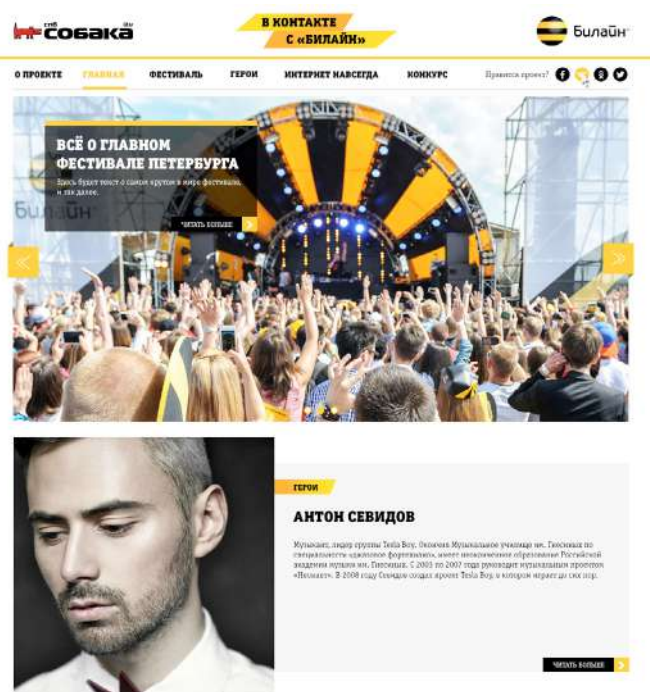 СПБ
СОБАКА
.RU
В КОНТАКТЕ
С «БИЛАЙН»
Билайн
О ПРОЕКТЕ ГЛАВНАЯ ФЕСТИВАЛЬ ГЕРОИ ИНТЕРНЕТ НАВСЕГДА КОНКУРС Нравится проект?
ВСЁ О ГЛАВНОМ
ФЕСТИВАЛЕ ПЕТЕРБУРГА
Здесь будет текст о самом крутом в мире фестивале,
и так далее.
Билайн
ЧИТАТЬ БОЛЬШЕ
ГЕРОИ
АНТОН СЕВИДОВ
Музыкант, лидер группы Tesla Boy. Окончил Музыкальное училище им. Гнесиных по
специальности «джазовое фортепиано», имеет неоконченное образование Российской
академии музыки им. Гнесиных. С 2003 по 2007 года руководит музыкальным проектом
В 2008 году Севидов создал проект Tesla Boy, в котором играет до сих пор.
ЧИТАТЬ БОЛЬШЕ